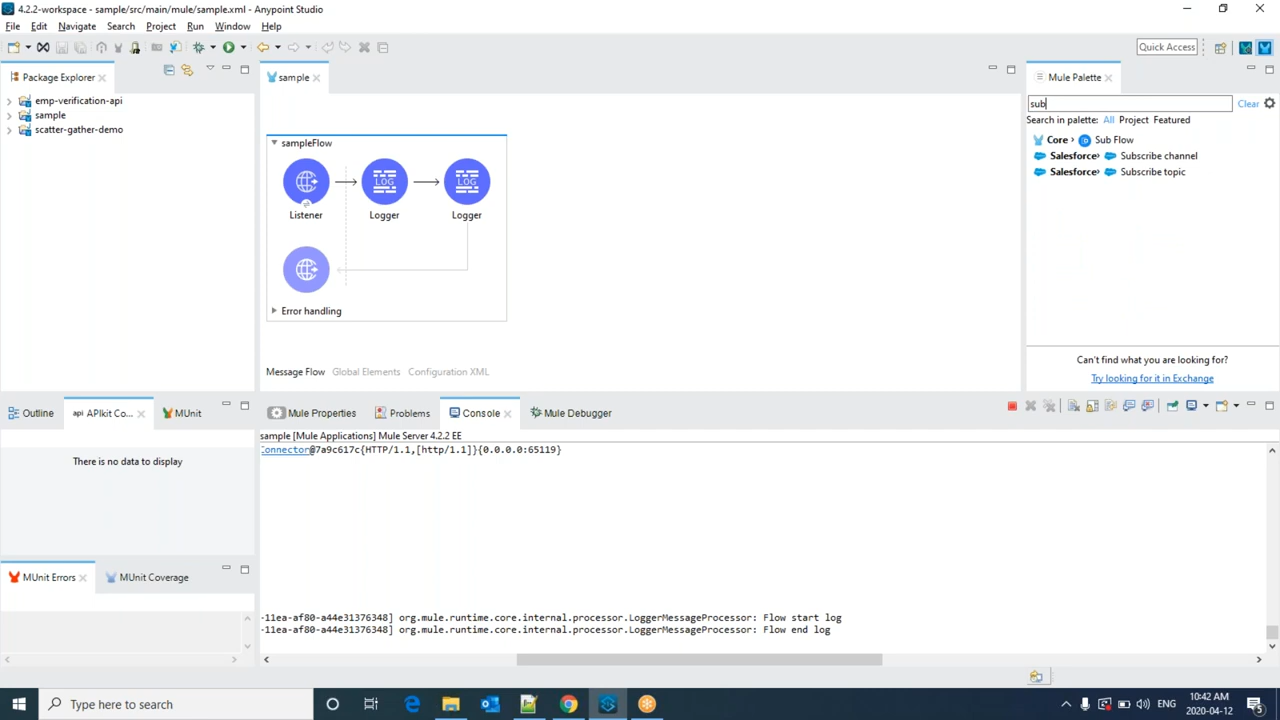 4.2.2 - sample/src/main/mule/sample.xml - Anypoint Studio
File Edit Navigate Search Project Run Window Help
Quick Access
Package Explorer
emp-verification-api
sample
scatter-gather-demo
sample
sampleFlow
LOG
LOG
Listener
Logger
Logger
Error handling
Message Flow Global Elements Configuration XML
Mule Palette
sub
Clear
Search in palette: All Project Featured
Core> Sub Flow
Salesforce> Subscribe channel
Salesforce> Subscribe topic
Can't find what you are looking for?
Try looking for it in Exchange
Outline
api APIkit Co...
MUnit
There is no data to display
MUnit Errors
MUnit Coverage
Mule Properties
Problems
Console
Mule Debugger
sample [Mule Applications] Mule Server 4.2.2 EE
Connector@7a9c617c{HTTP/1.1,[http/1.1]}{0.0.0.0:65119}
-11ea-af80-a44e31376348] org.mule.runtime.core.internal.processor.LoggerMessageProcessor: Flow start log
-11ea-af80-a44e31376348] org.mule.runtime.core.internal.processor.LoggerMessageProcessor: Flow end log
Type here to search
ENG
10:42 AM
2020-04-12
5